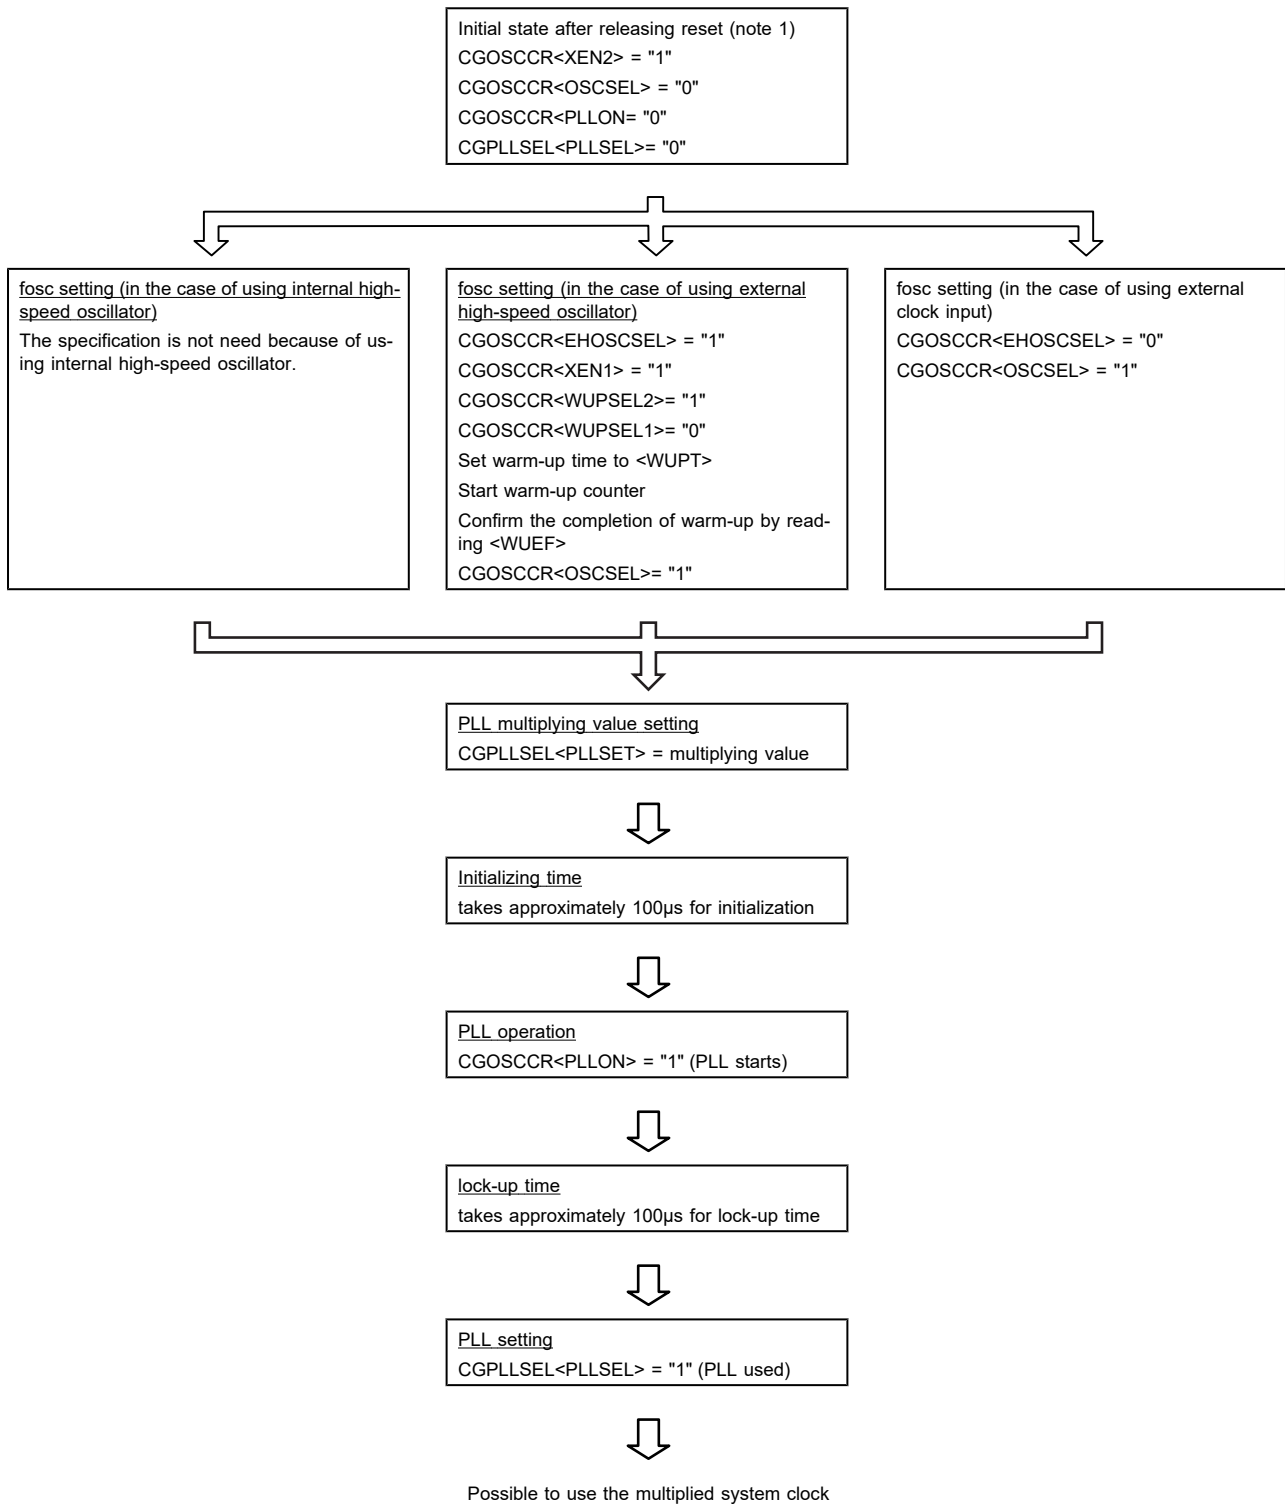 Initial state after releasing reset (note 1)
CGOSCCR<XEN2> = "1"
CGOSCCR<OSCSEL> = "0"
CGOSCCR<PLLON= "0"
CGPLLSEL<PLLSEL>= "0"
fosc setting (in the case of using internal high-
speed oscillator)
The specification is not need because of us-
ing internal high-speed oscillator.
fosc setting (in the case of using external
high-speed oscillator)
CGOSCCR<EHOSCSEL> = "1"
CGOSCCR<XEN1> = "1"
CGOSCCR<WUPSEL2>= "1"
CGOSCCR<WUPSEL1>= "0"
Set warm-up time to <WUPT>
Start warm-up counter
Confirm the completion of warm-up by read-
ing <WUEF>
CGOSCCR<OSCSEL>= "1"
fosc setting (in the case of using external
clock input)
CGOSCCR<EHOSCSEL> = "0"
CGOSCCR<OSCSEL> = "1"
PLL multiplying value setting
CGPLLSEL<PLLSET> = multiplying value
Initializing time
takes approximately 100μs for initialization
PLL operation
CGOSCCR<PLLON> = "1" (PLL starts)
lock-up time
takes approximately 100μs for lock-up time
PLL setting
CGPLLSEL<PLLSEL> = "1" (PLL used)
Possible to use the multiplied system clock